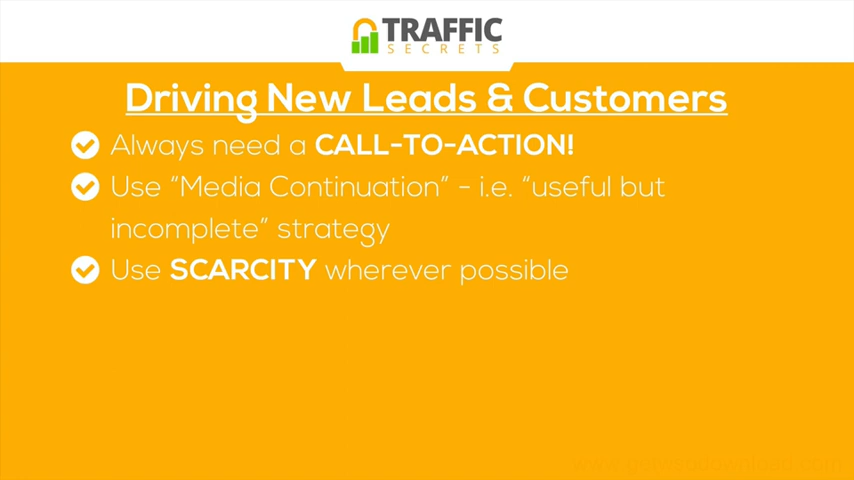 TRAFFIC
SECRETS
Driving New Leads & Customers
Always need a CALL-TO-ACTION!
Use “Media Continuation” - i.e. “useful but
incomplete” strategy
Use SCARCITY wherever possible